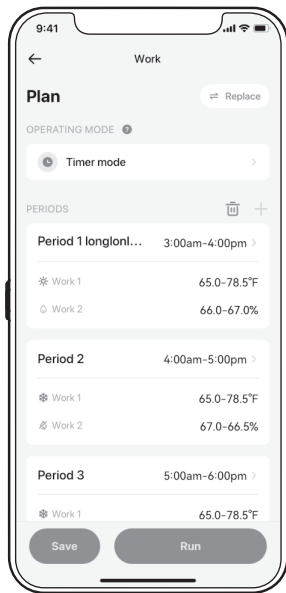 9:41
Work
Plan
Replace
OPERATING MODE ?
Timer mode
PERIODS
Period 1 longlonl... 3:00am-4:00pm
Work 1 65.0-78.5°F
Work 2 66.0-67.0%
Period 2 4:00am-5:00pm
Work 1 65.0-78.5°F
Work 2 67.0-66.5%
Period 3 5:00am-6:00pm
Work 1 65.0-78.5°F
Save Run